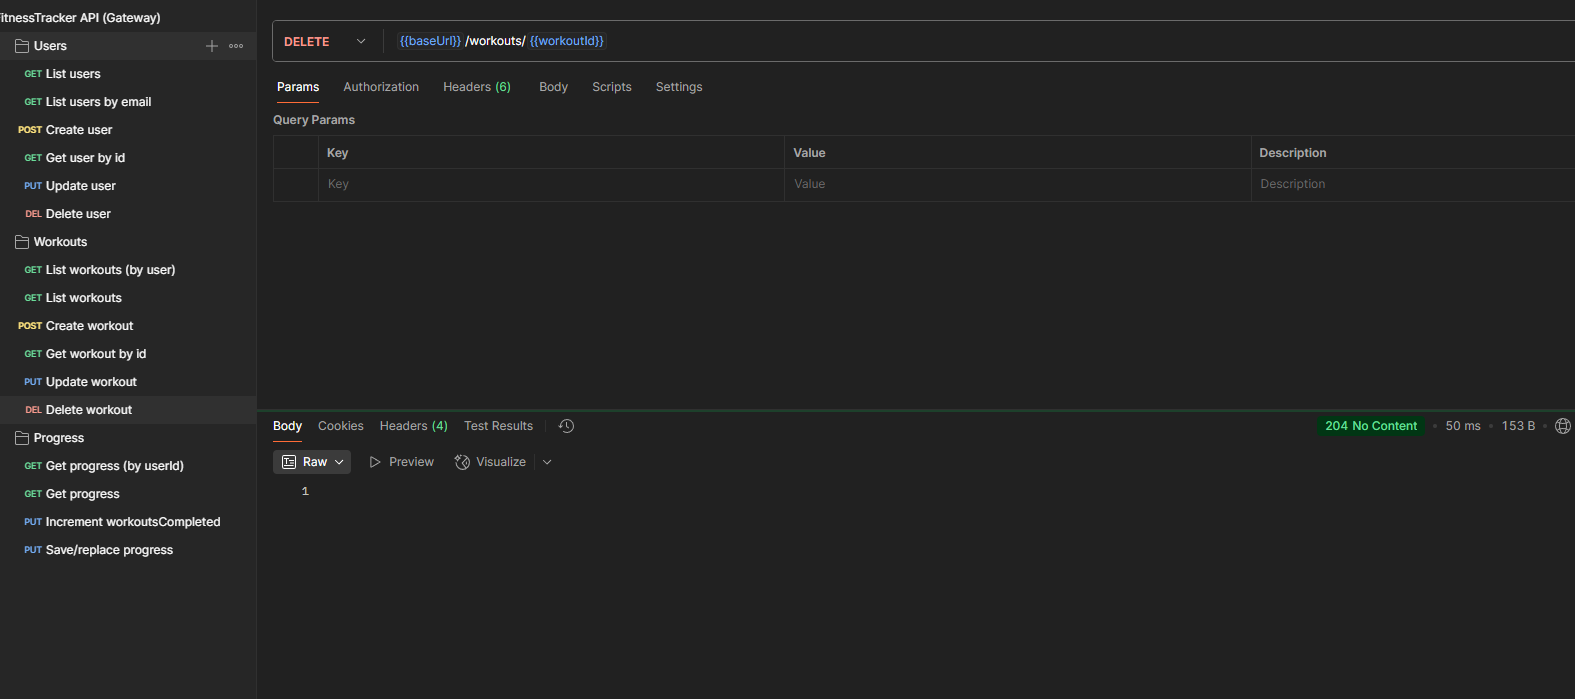 itnessTracker API (Gateway)
Users
GET List users
GET List users by email
POST Create user
GET Get user by id
PUT Update user
DEL Delete user
Workouts
GET List workouts (by user)
GET List workouts
POST Create workout
GET Get workout by id
PUT Update workout
DEL Delete workout
Progress
GET Get progress (by userId)
GET Get progress
PUT Increment workoutsCompleted
PUT Save/replace progress
DELETE {{baseUrl}} /workouts/ {{workoutId}}
Params Authorization Headers (6) Body Scripts Settings
Query Params
Key Value Description
Key Value Description
Body Cookies Headers (4) Test Results 204 No Content • 50 ms • 153 B •
Raw Preview Visualize
1